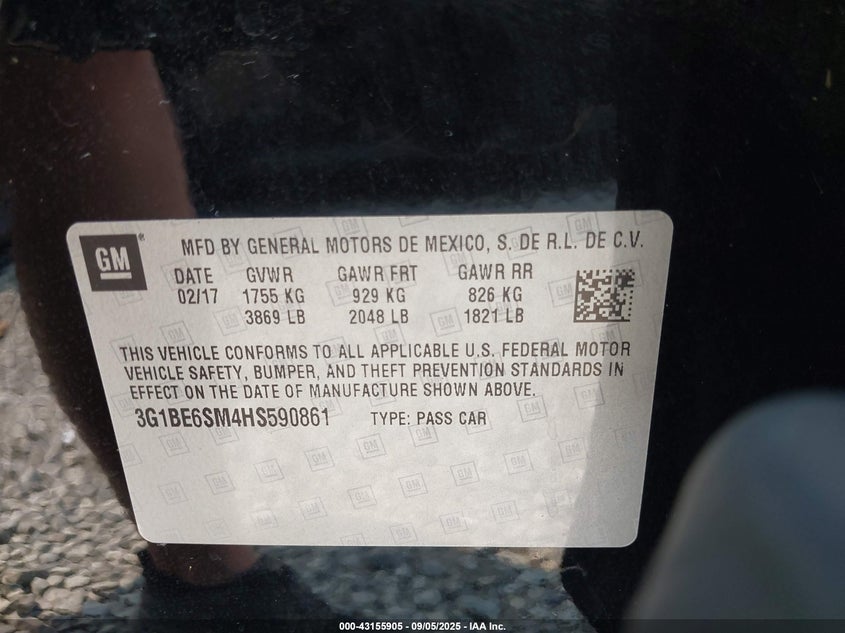 GM
MFD BY GENERAL MOTORS DE MEXICO, S. DE R.L. DE C.V.
DATE GVWR GAWR FRT GAWR RR
02/17 1755 KG 929 KG 826 KG
3869 LB 2048 LB 1821 LB
THIS VEHICLE CONFORMS TO ALL APPLICABLE U.S. FEDERAL MOTOR
VEHICLE SAFETY, BUMPER, AND THEFT PREVENTION STANDARDS IN
EFFECT ON THE DATE OF MANUFACTURE SHOWN ABOVE.
3G1BE6SM4HS590861 TYPE: PASS CAR
000-43155905 - 09/05/2025 - IAA Inc.